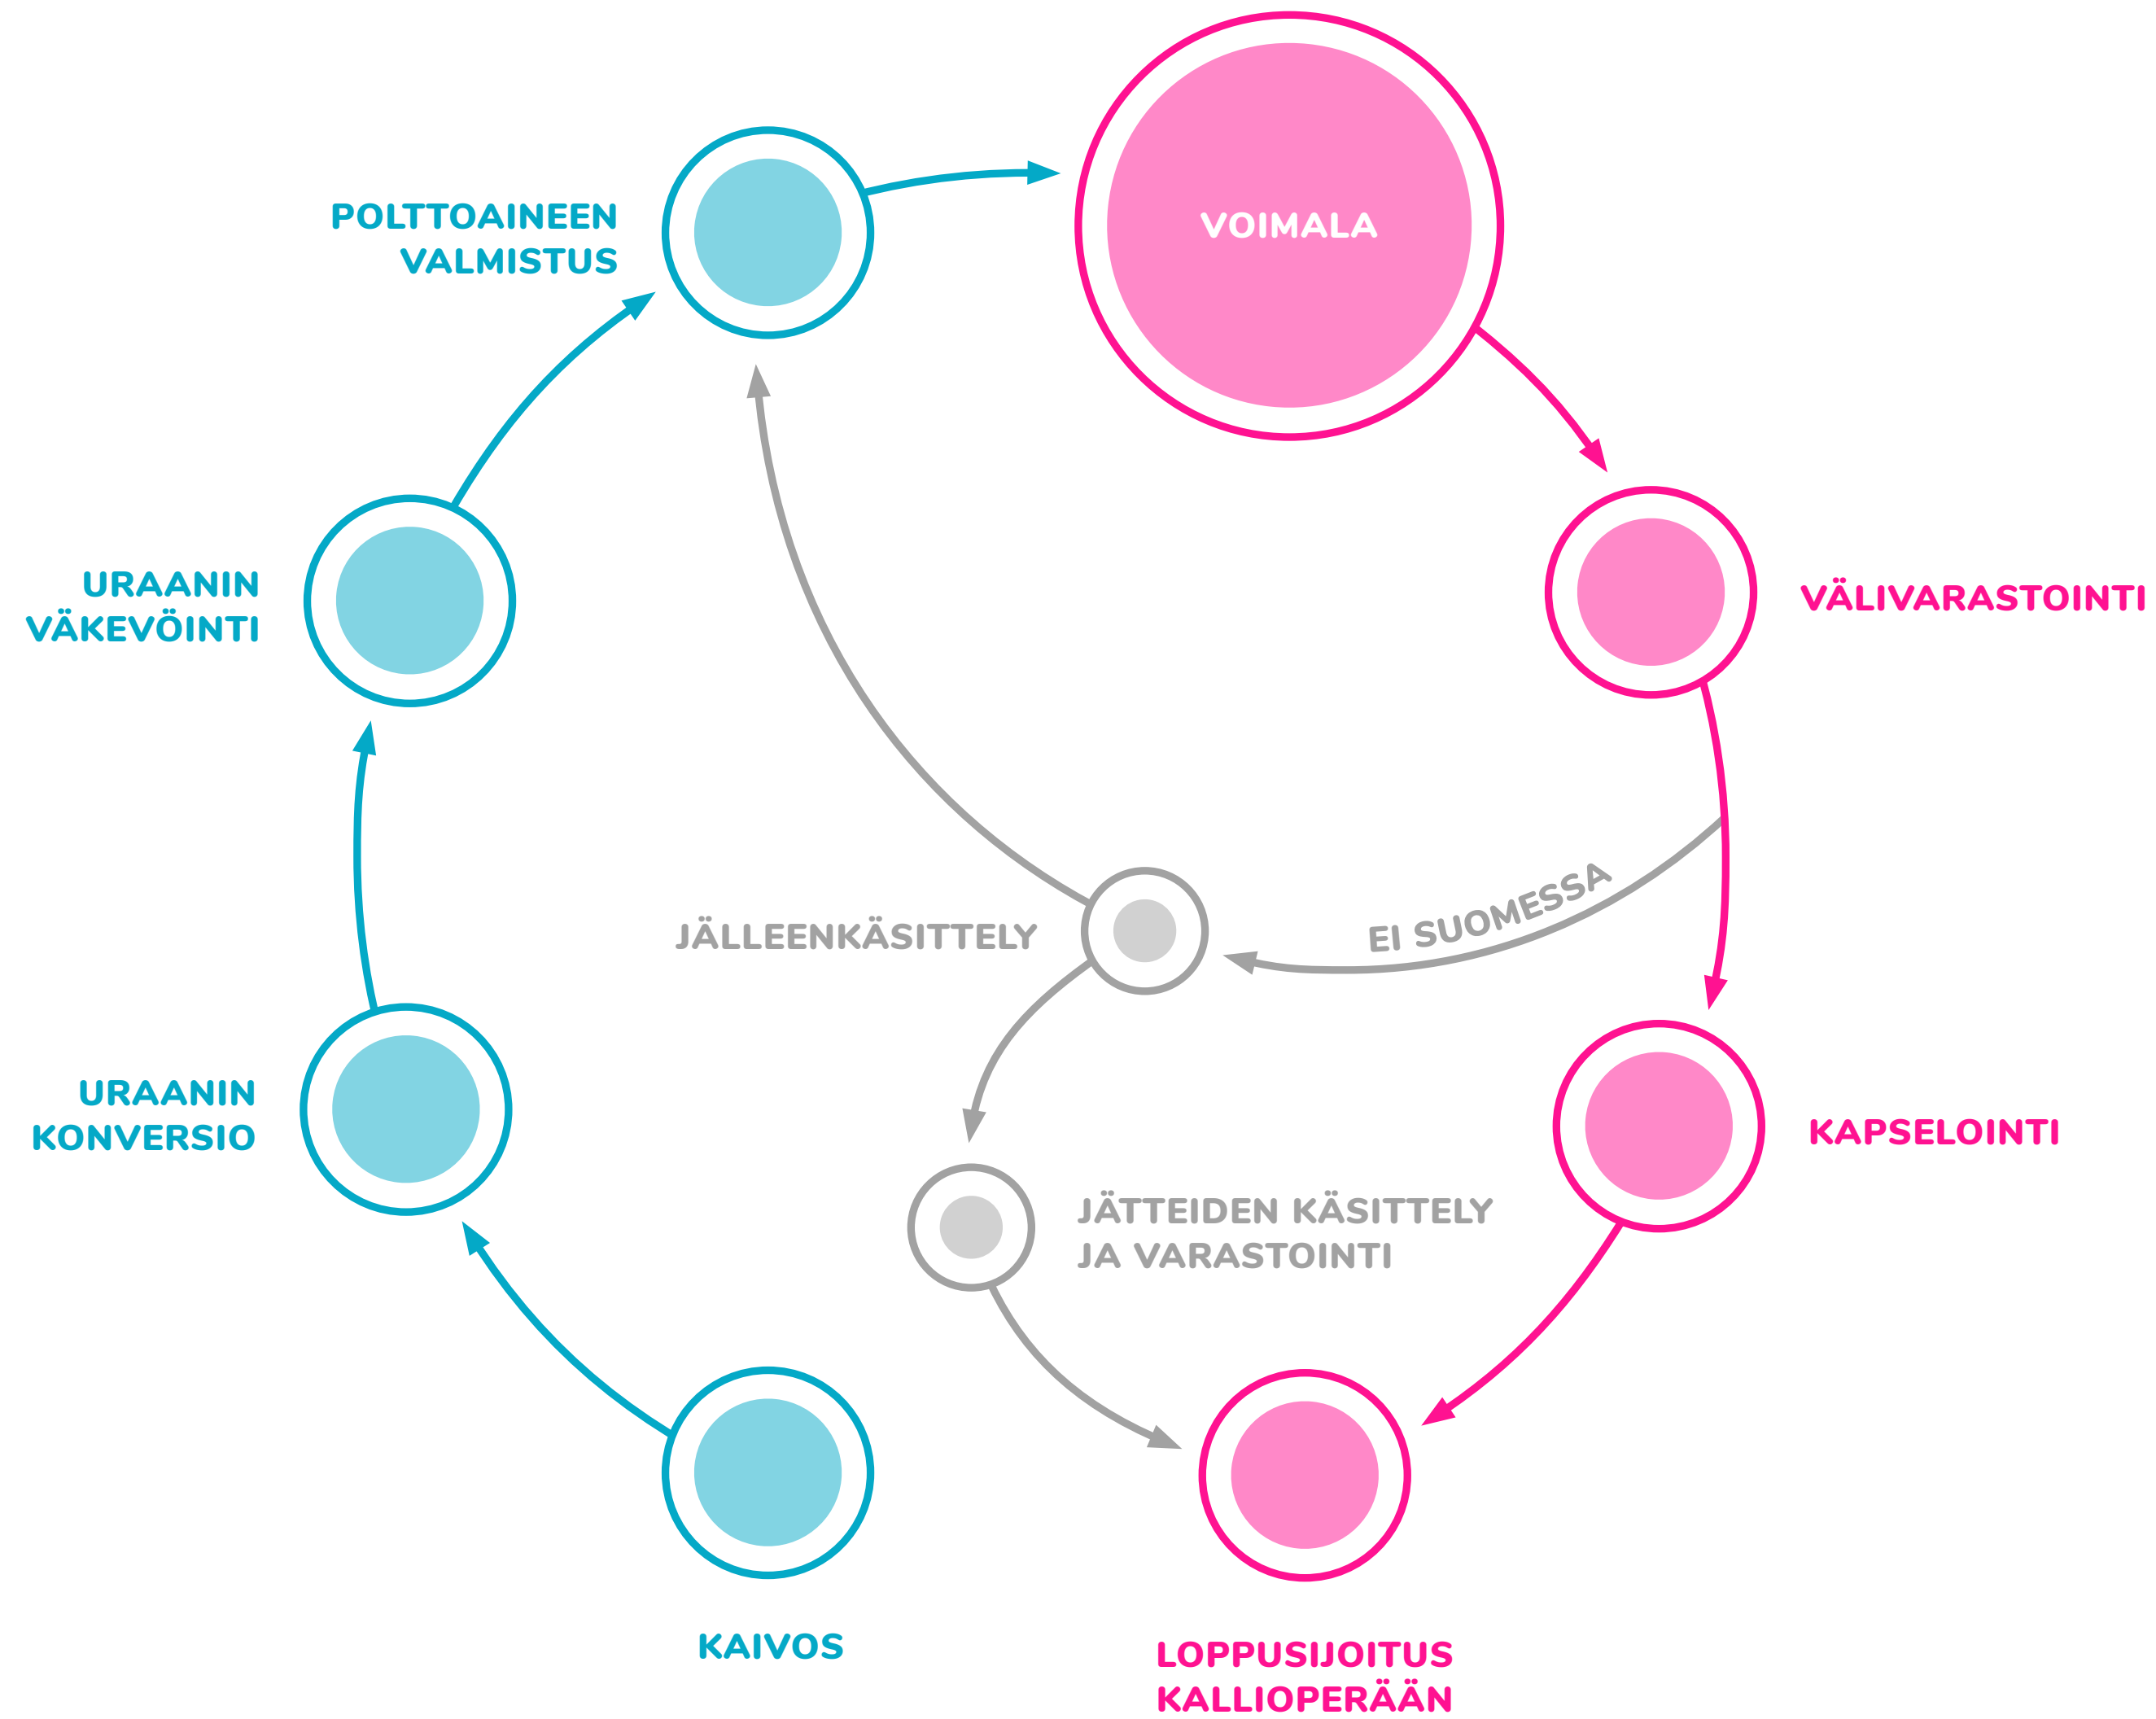 POLTTOAINEEN
VALMISTUS
VOIMALA
URAANIN
VÄKEVÖINTI
VÄLIVARASTOINTI
EI SUOMESSA
JÄLLEENKÄSITTELY
URAANIN
KONVERSIO
KAPSELOINTI
JÄTTEIDEN KÄSITTELY
JA VARASTOINTI
KAIVOS
LOPPUSIJOITUS
KALLIOPERÄÄN